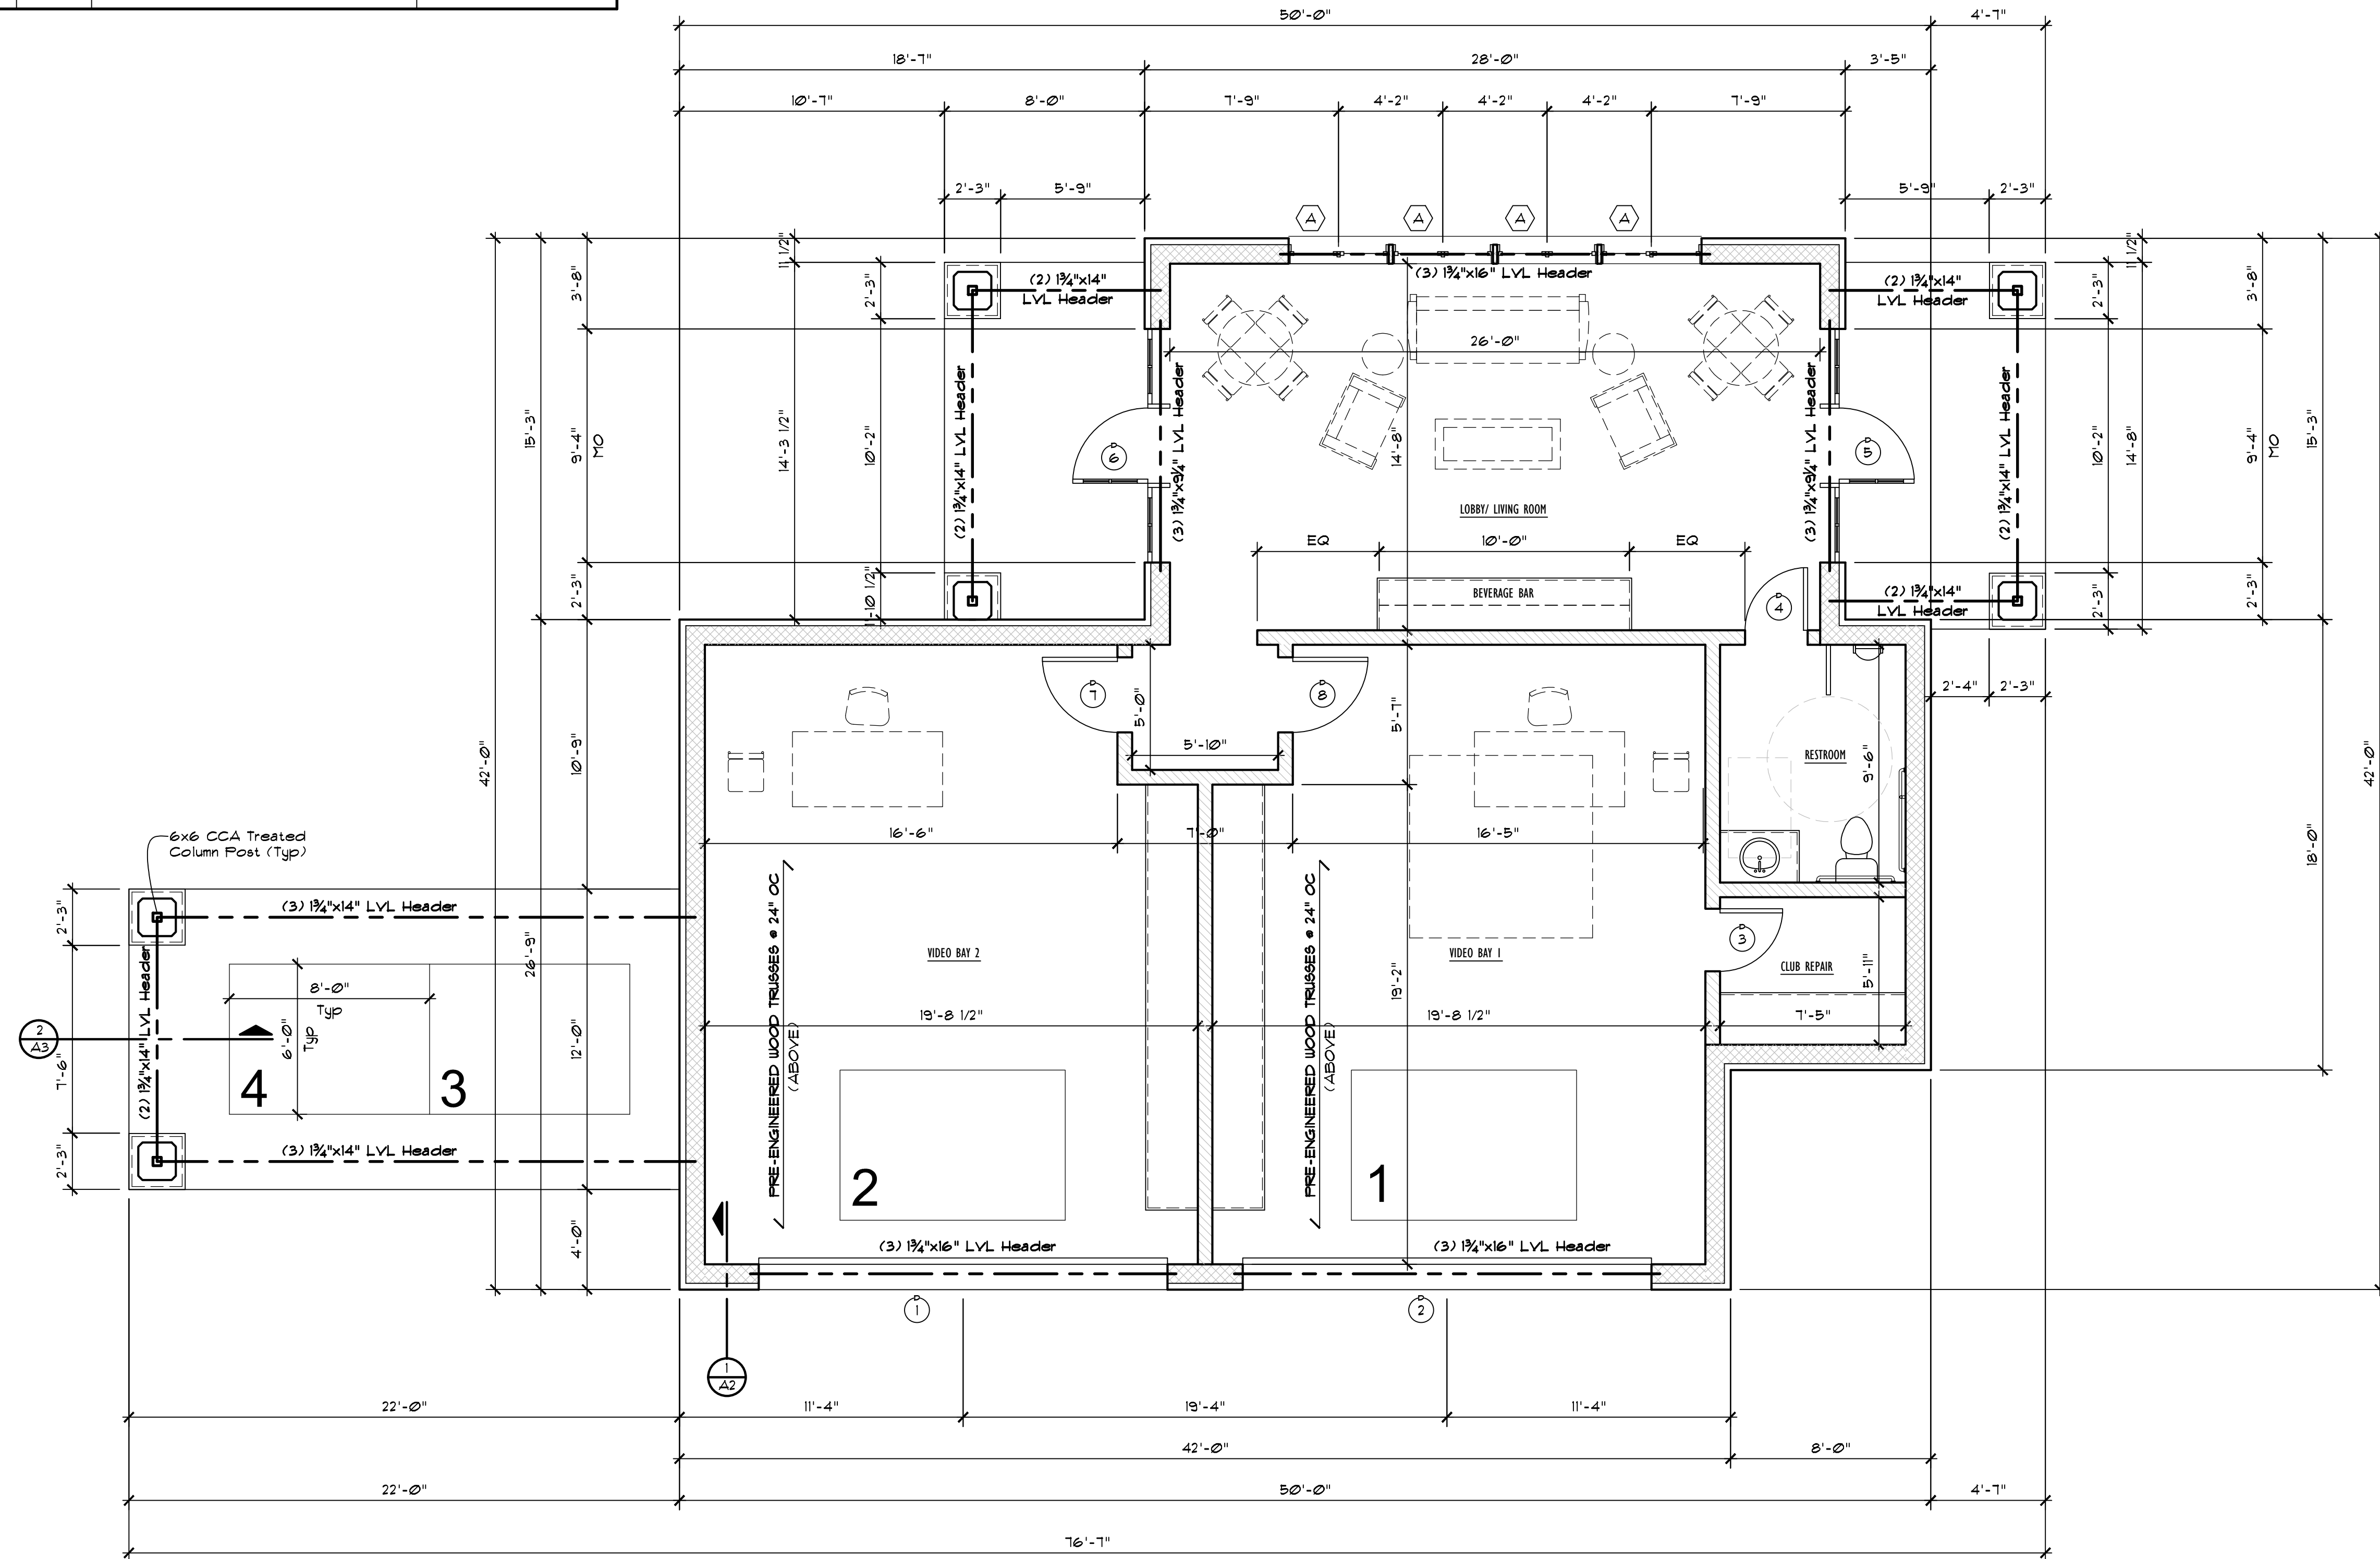 50'-0"
4'-7"
18'-7"
28'-0"
3'-5"
10'-7"
8'-0"
7'-9"
4'-2"
4'-2"
4'-2"
7'-9"
2'-3"
5'-9"
5'-9"
2'-3"
A
A
A
A
11 1/2"
3'-8"
2'-3"
(2) 1¾"x14"
LVL Header
(3) 1¾"x16" LVL Header
(2) 1¾"x14"
LVL Header
2'-3"
11 1/2"
3'-8"
26'-0"
15'-3"
9'-4"
MO
14'-3 1/2"
10'-2"
(2) 1¾"x14" LVL Header
D
6
(3) 1¾"x9¼" LVL Header
14'-8"
(3) 1¾"x9¼" LVL Header
D
5
(2) 1¾"x14" LVL Header
10'-2"
14'-8"
9'-4"
MO
15'-3"
LOBBY/ LIVING ROOM
EQ
10'-0"
EQ
2'-3"
1'-10 1/2"
BEVERAGE BAR
D
4
(2) 1¾"x14"
LVL Header
2'-3"
2'-3"
D
7
D
8
5'-0"
5'-7"
5'-10"
2'-4"
2'-3"
42'-0"
10'-9"
RESTROOM
9'-6"
42'-0"
6x6 CCA Treated
Column Post (Typ)
16'-6"
7'-0"
16'-5"
18'-0"
2'-3"
(3) 1¾"x14" LVL Header
26'-9"
PRE-ENGINEERED WOOD TRUSSES @ 24" OC
(ABOVE)
VIDEO BAY 2
PRE-ENGINEERED WOOD TRUSSES @ 24" OC
(ABOVE)
VIDEO BAY 1
19'-2"
D
3
CLUB REPAIR
5'-11"
8'-0"
Typ
6'-0"
Typ
2
A3
7'-6"
(2) 1¾"x14" LVL Header
12'-0"
19'-8 1/2"
19'-8 1/2"
7'-5"
4
3
2'-3"
(3) 1¾"x14" LVL Header
2
1
4'-0"
(3) 1¾"x16" LVL Header
(3) 1¾"x16" LVL Header
D
1
D
2
1
A2
22'-0"
11'-4"
19'-4"
11'-4"
42'-0"
8'-0"
22'-0"
50'-0"
4'-7"
76'-7"